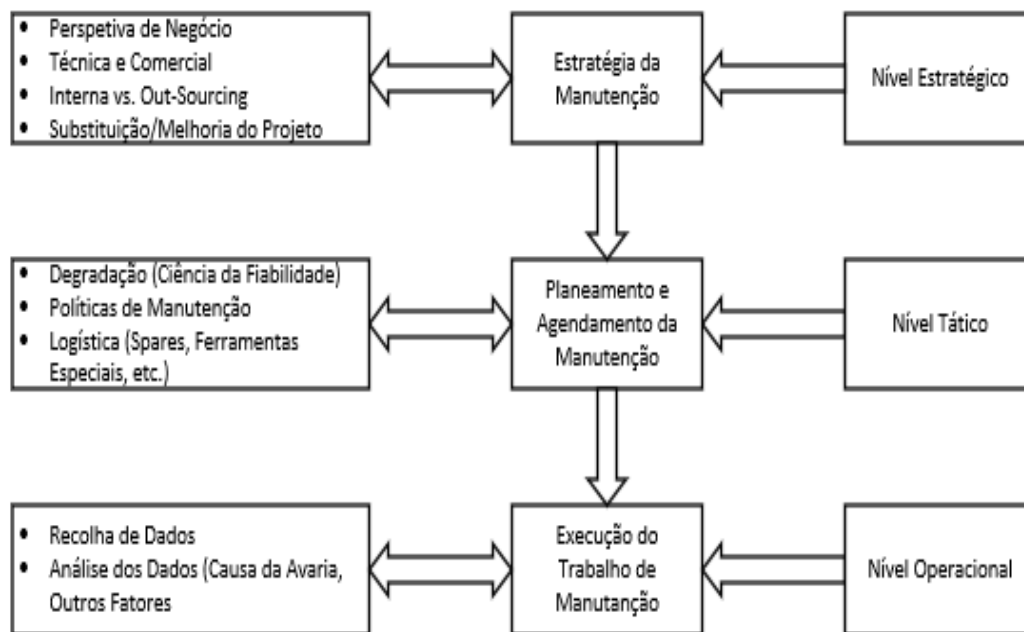 • Perspetiva de Negócio
• Técnica e Comercial
• Interna vs. Out-Sourcing
• Substituição/Melhoria do Projeto
Estratégia da
Manutenção
Nível Estratégico
• Degradação (Ciência da Fiabilidade)
• Políticas de Manutenção
• Logística (Spares, Ferramentas
Especiais, etc.)
Planeamento e
Agendamento da
Manutenção
Nível Tático
• Recolha de Dados
• Análise dos Dados (Causa da Avaria,
Outros Fatores
Execução do
Trabalho de
Manutanção
Nível Operacional